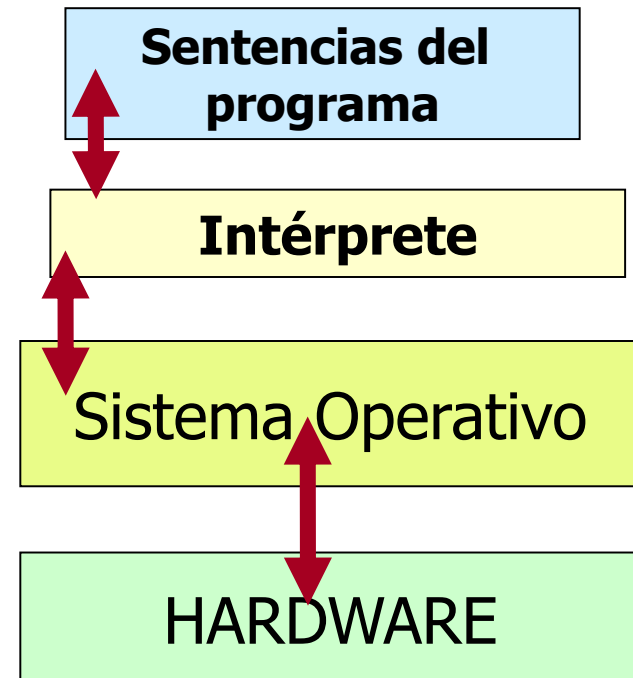 Sentencias del
programa
Intérprete
Sistema Operativo
HARDWARE